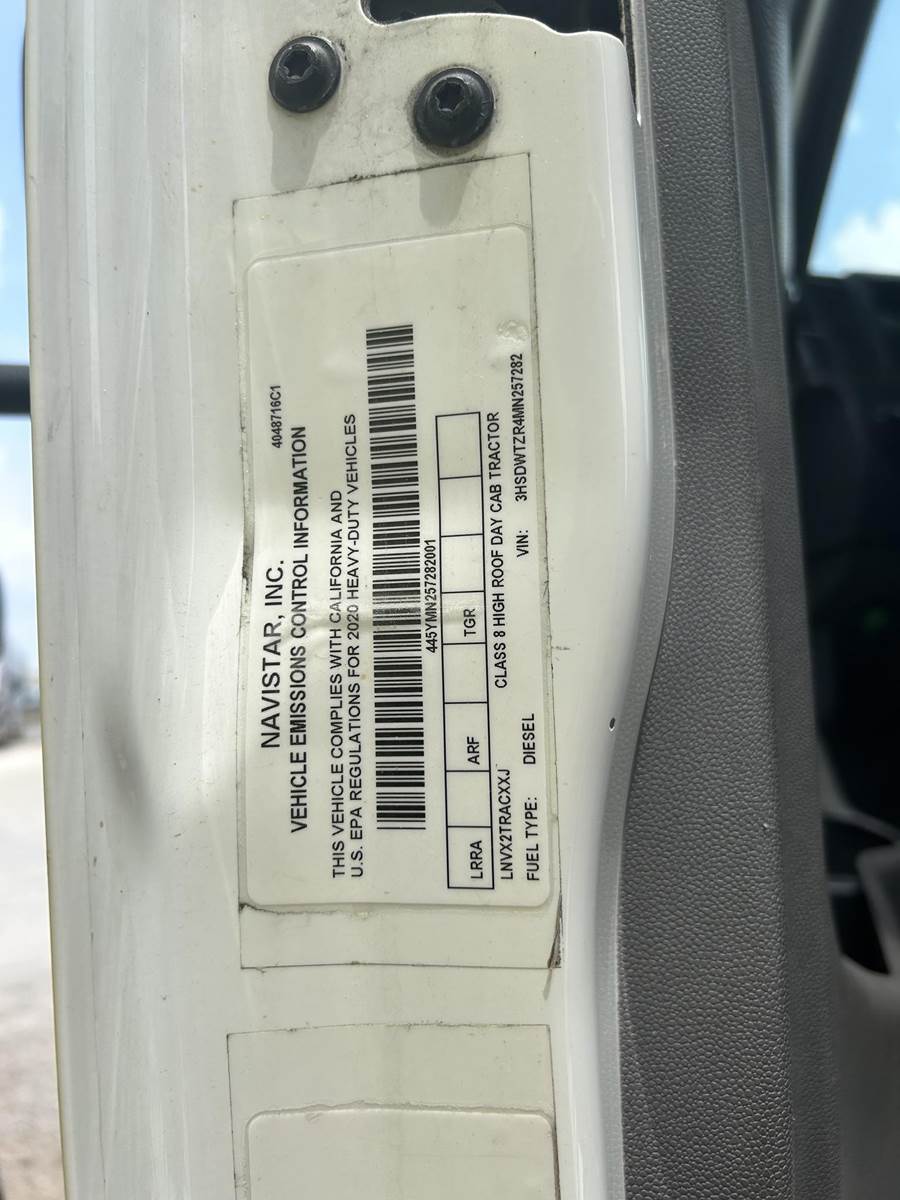 4048716C1
NAVISTAR, INC.
VEHICLE EMISSIONS CONTROL INFORMATION
THIS VEHICLE COMPLIES WITH CALIFORNIA AND
U.S. EPA REGULATIONS FOR 2020 HEAVY-DUTY VEHICLES
445YMN257282001
LRRA ARF TGR
LNVX2TRACXXJ CLASS 8 HIGH ROOF DAY CAB TRACTOR
FUEL TYPE: DIESEL VIN: 3HSDWTZR4MN257282